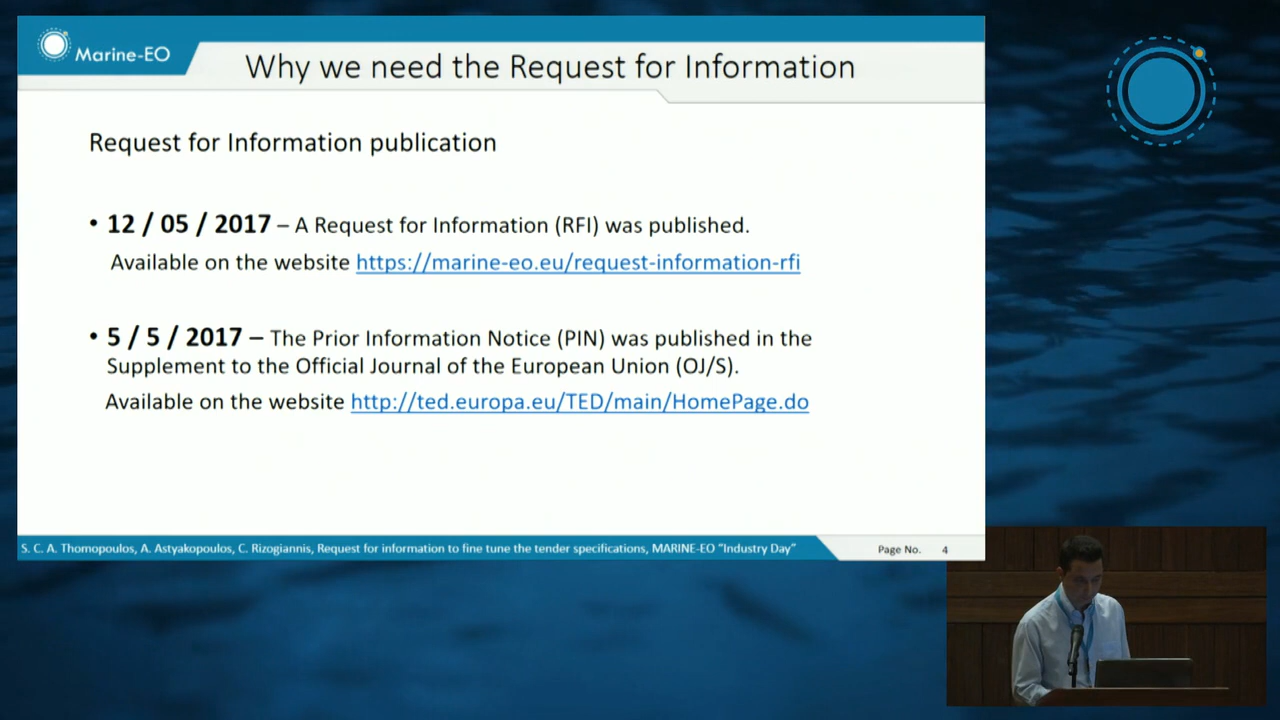 Marine-EO
Why we need the Request for Information
Request for Information publication
• 12 / 05 / 2017 – A Request for Information (RFI) was published.
Available on the website https://marine-eo.eu/request-information-rfi
• 5 / 5 / 2017 – The Prior Information Notice (PIN) was published in the
Supplement to the Official Journal of the European Union (OJ/S).
Available on the website http://ted.europa.eu/TED/main/HomePage.do
S. C. A. Thomopoulos, A. Astyakopoulos, C. Rizogiannis, Request for information to fine tune the tender specifications, MARINE-EO "Industry Day"
Page No. 4